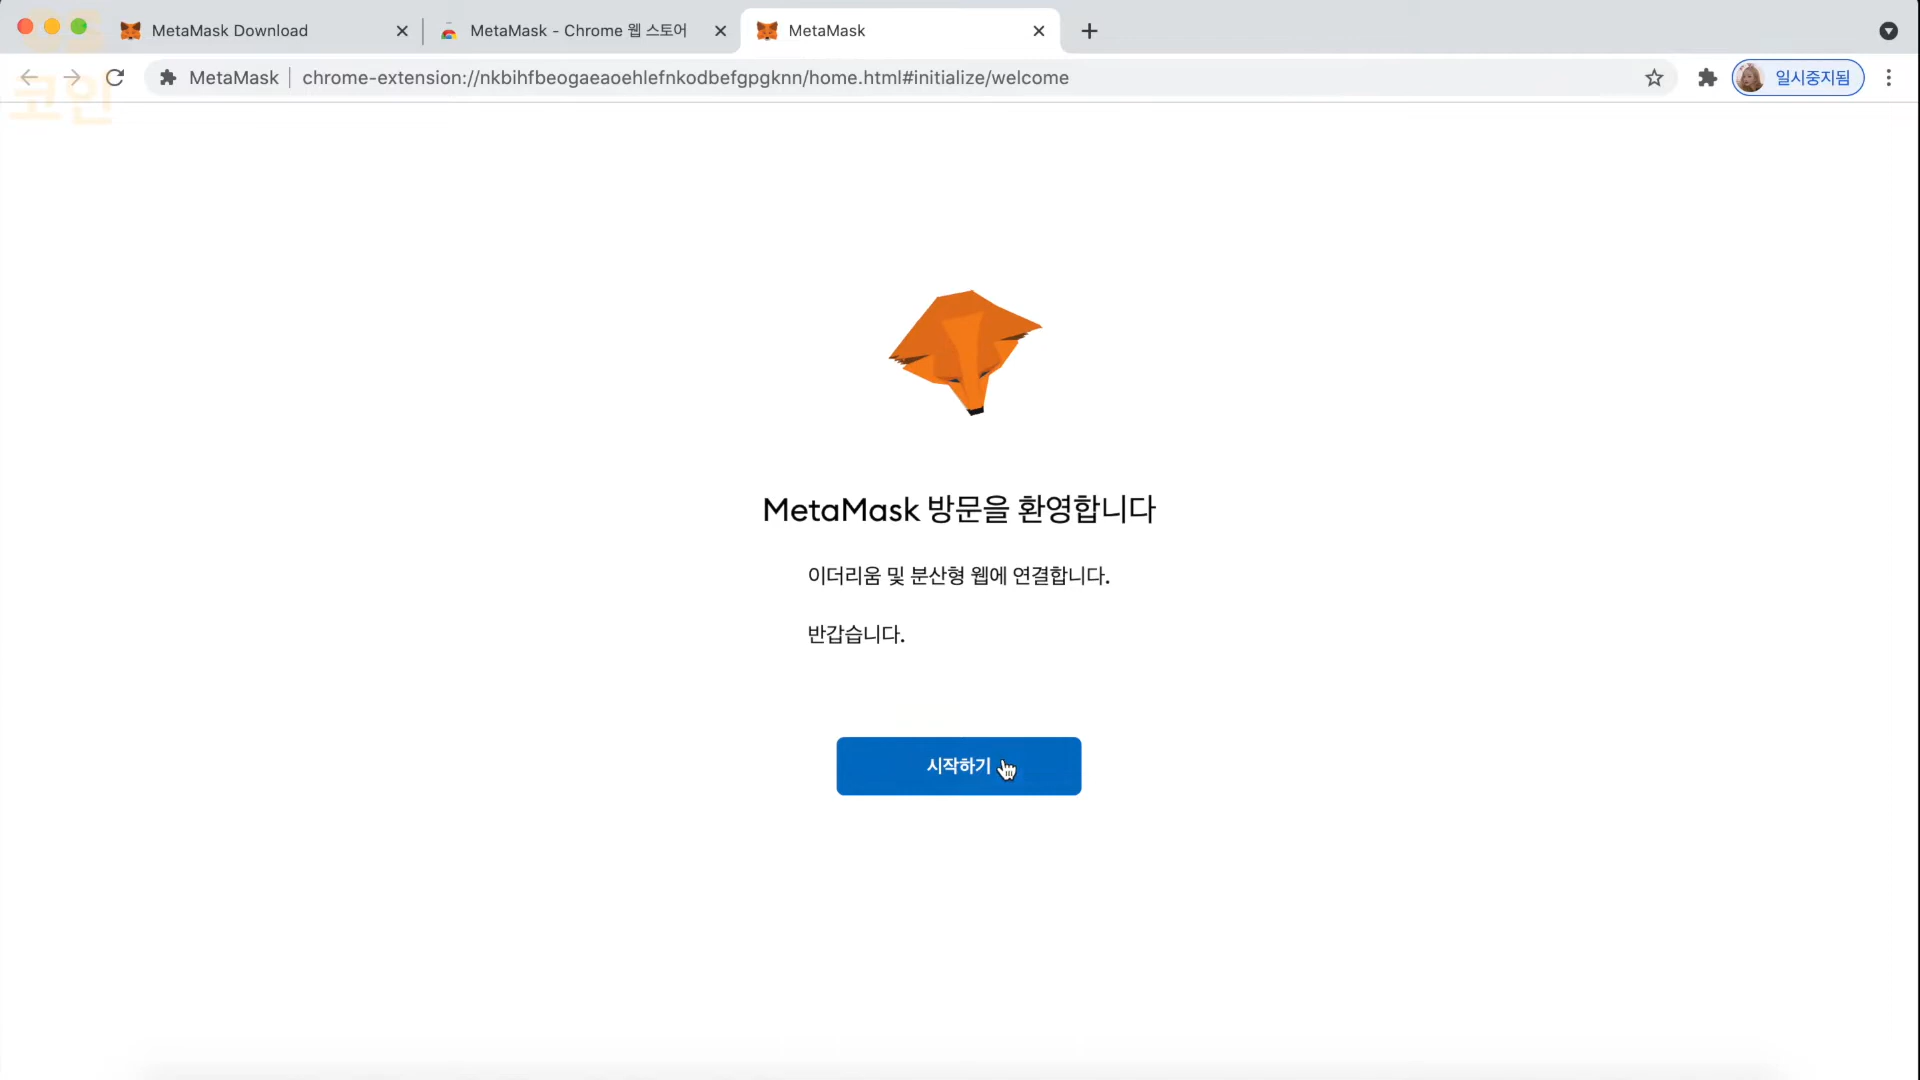 MetaMask Download
MetaMask - Chrome 웹 스토어
MetaMask
MetaMask
chrome-extension://nkbihfbeogaeaoehlefnkodbefgpgknn/home.html#initialize/welcome
일시중지됨
코인
MetaMask 방문을 환영합니다
이더리움 및 분산형 웹에 연결합니다.
반갑습니다.
시작하기